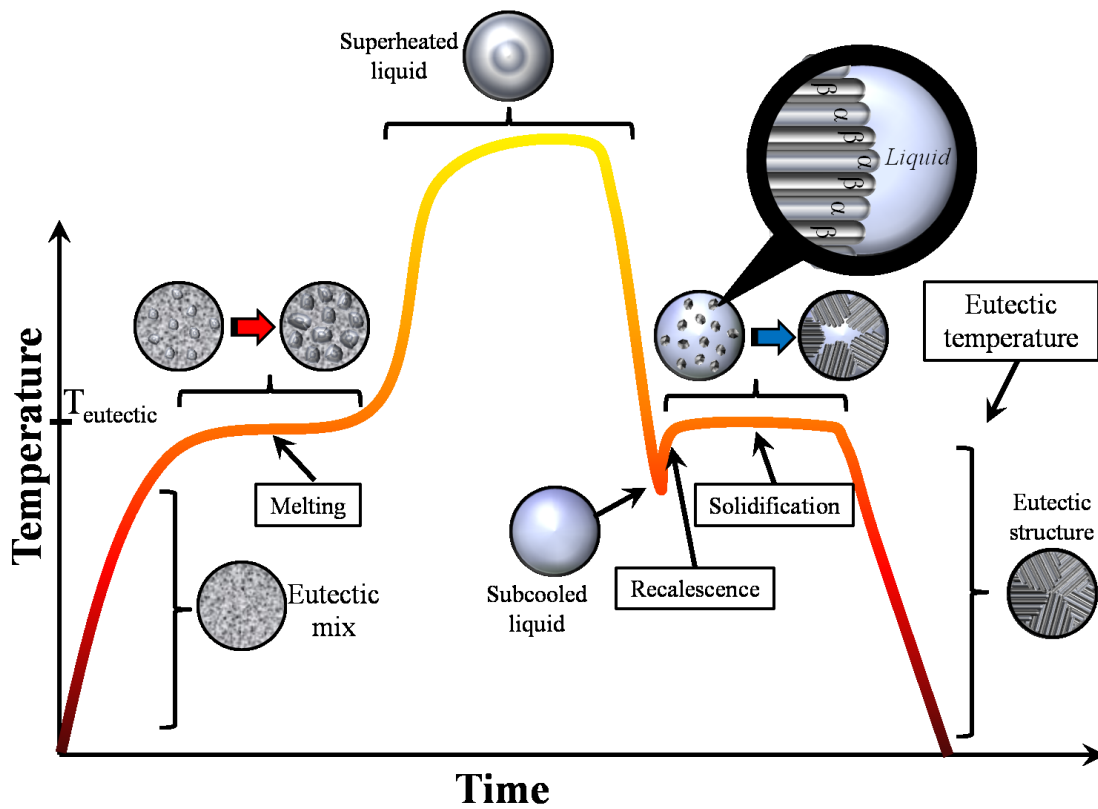 Superheated
liquid
β
α
β
α
β
α
β
Liquid
Eutectic
temperature
Temperature
Teutectic
Melting
Solidification
Eutectic
structure
Subcooled
liquid
Recalescence
Eutectic
mix
Time